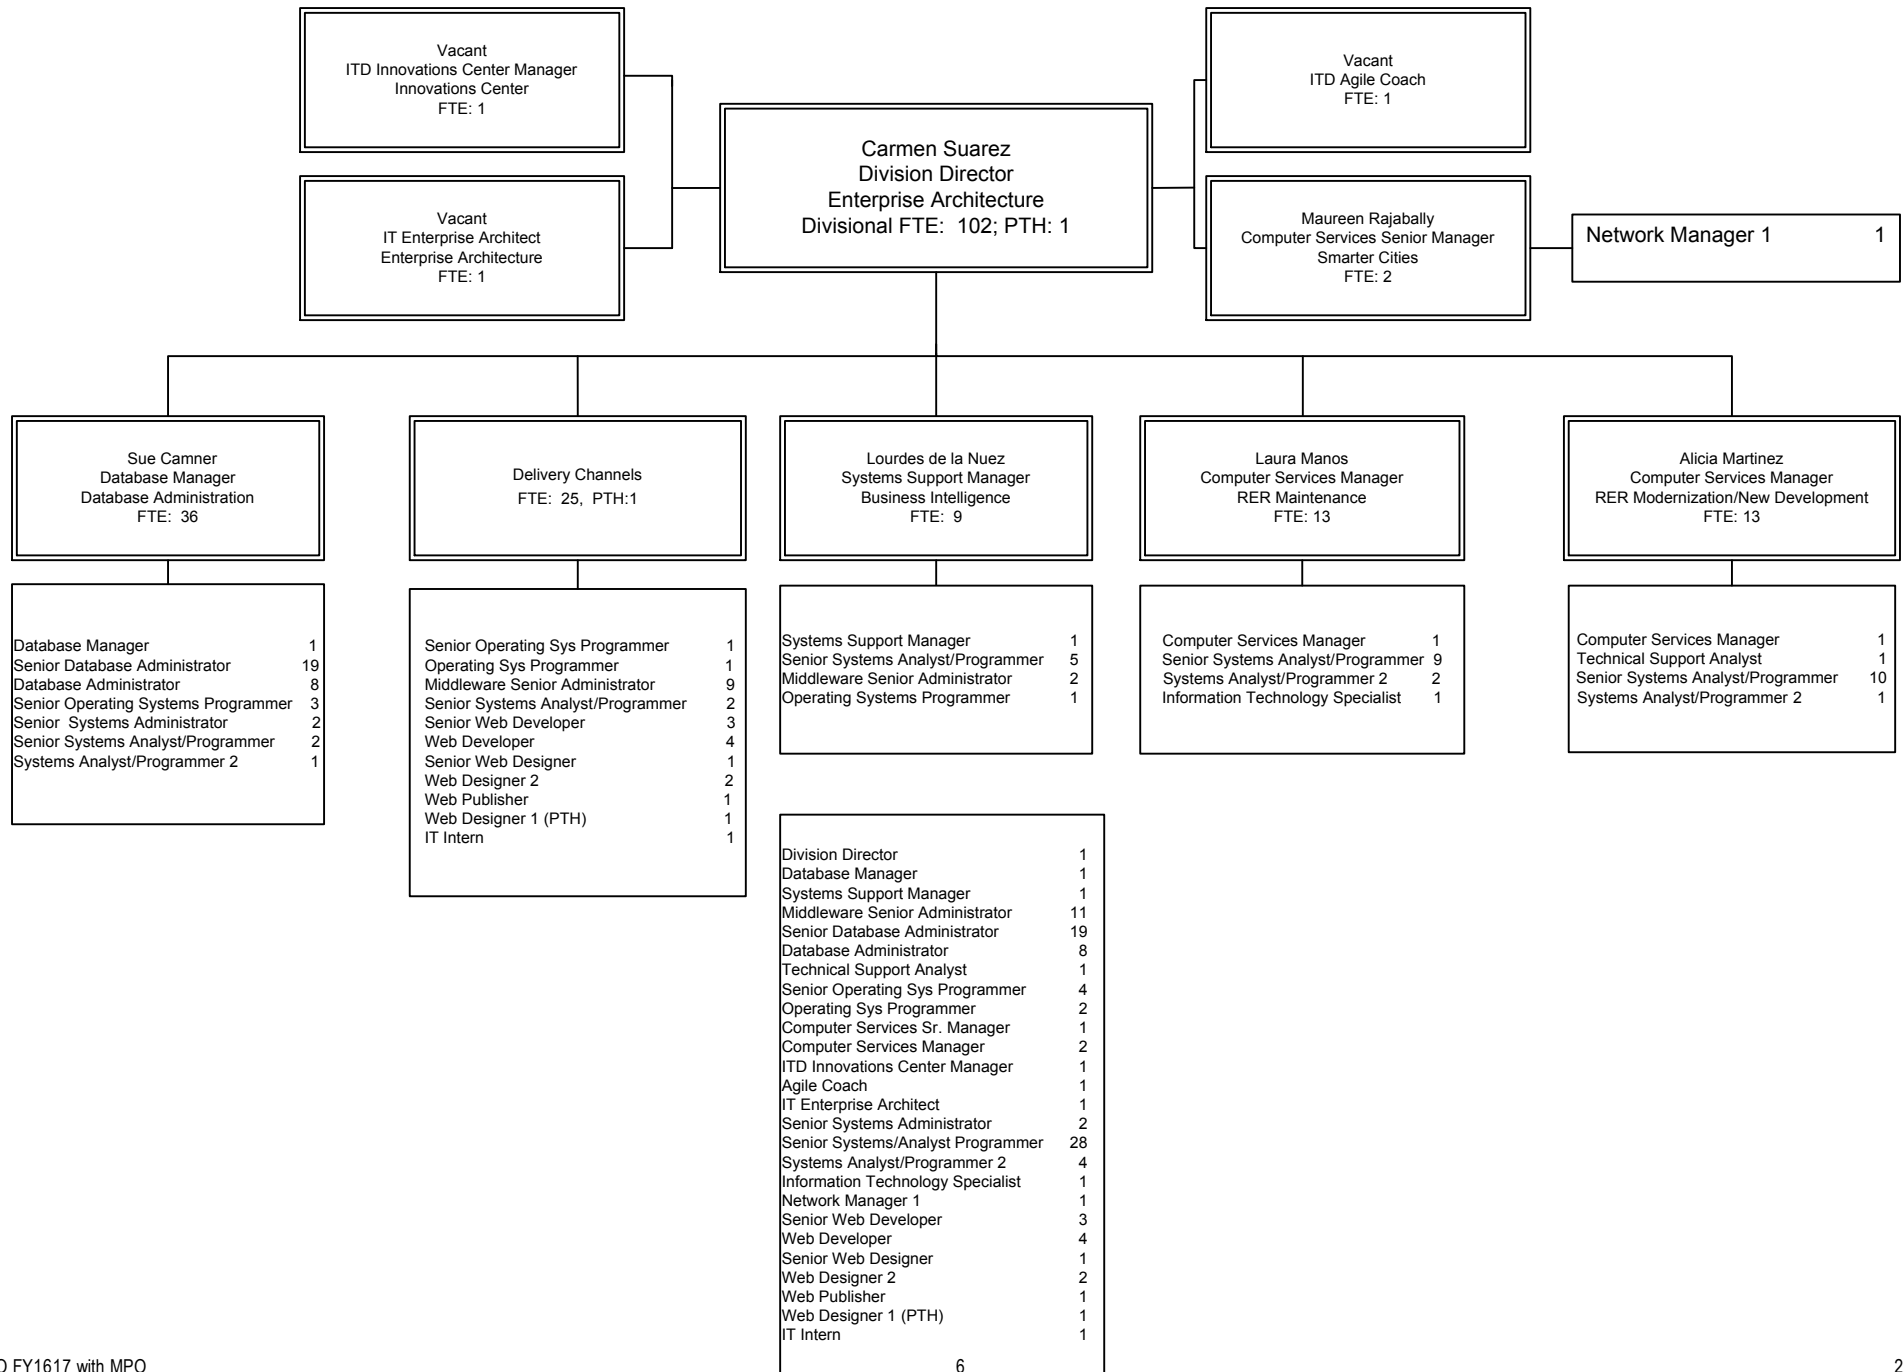 Vacant
ITD Innovations Center Manager
Innovations Center
FTE: 1
Vacant
IT Enterprise Architect
Enterprise Architecture
FTE: 1
Carmen Suarez
Division Director
Enterprise Architecture
Divisional FTE: 102; PTH: 1
Vacant
ITD Agile Coach
FTE: 1
Maureen Rajabally
Computer Services Senior Manager
Smarter Cities
FTE: 2
Network Manager 1 1
Sue Camner
Database Manager
Database Administration
FTE: 36
Delivery Channels
FTE: 25, PTH:1
Lourdes de la Nuez
Systems Support Manager
Business Intelligence
FTE: 9
Laura Manos
Computer Services Manager
RER Maintenance
FTE: 13
Alicia Martinez
Computer Services Manager
RER Modernization/New Development
FTE: 13
Database Manager 1
Senior Database Administrator 19
Database Administrator 8
Senior Operating Systems Programmer 3
Senior Systems Administrator 2
Senior Systems Analyst/Programmer 2
Systems Analyst/Programmer 2 1
Senior Operating Sys Programmer 1
Operating Sys Programmer 1
Middleware Senior Administrator 9
Senior Systems Analyst/Programmer 2
Senior Web Developer 3
Web Developer 4
Senior Web Designer 1
Web Designer 2 2
Web Publisher 1
Web Designer 1 (PTH) 1
IT Intern 1
Systems Support Manager 1
Senior Systems Analyst/Programmer 5
Middleware Senior Administrator 2
Operating Systems Programmer 1
Computer Services Manager 1
Senior Systems Analyst/Programmer 9
Systems Analyst/Programmer 2 2
Information Technology Specialist 1
Computer Services Manager 1
Technical Support Analyst 1
Senior Systems Analyst/Programmer 10
Systems Analyst/Programmer 2 1
Division Director 1
Database Manager 1
Systems Support Manager 1
Middleware Senior Administrator 11
Senior Database Administrator 19
Database Administrator 8
Technical Support Analyst 1
Senior Operating Sys Programmer 4
Operating Sys Programmer 2
Computer Services Sr. Manager 1
Computer Services Manager 2
ITD Innovations Center Manager 1
Agile Coach 1
IT Enterprise Architect 1
Senior Systems Administrator 2
Senior Systems/Analyst Programmer 28
Systems Analyst/Programmer 2 4
Information Technology Specialist 1
Network Manager 1 1
Senior Web Developer 3
Web Developer 4
Senior Web Designer 1
Web Designer 2 2
Web Publisher 1
Web Designer 1 (PTH) 1
IT Intern 1
FY1617 with MPO
6
2